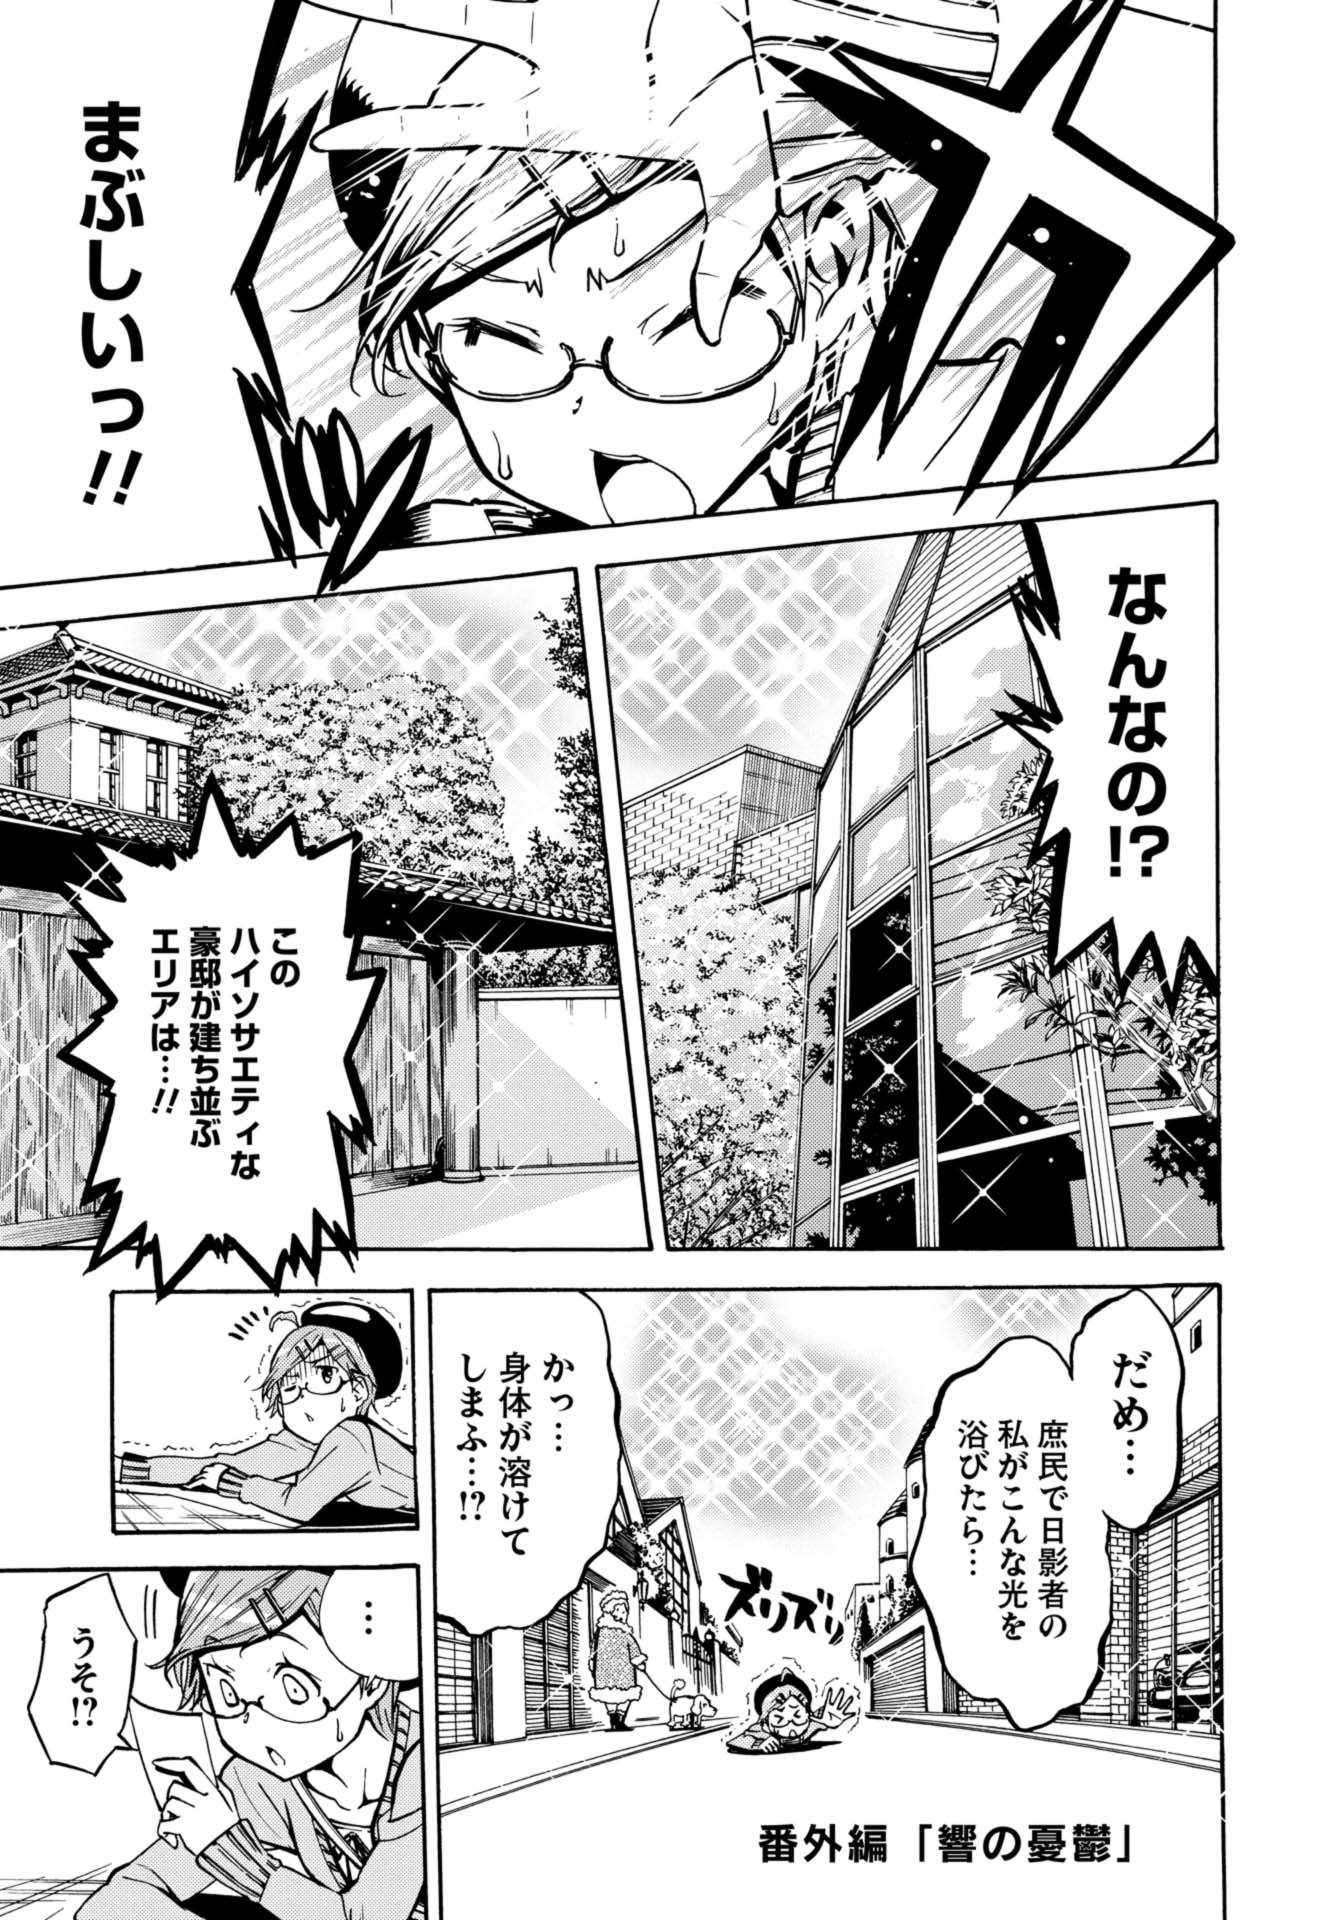 まぶしいっ!!
なんなの!?
この
ハイソサエティな
豪邸が建ち並ぶ
エリアは…!!
だめ…
庶民で日影者の
私がこんな光を
浴びたら…
かっ…
身体が溶けて
しまふ…!?
ズリズリ
番外編「響の憂鬱」
…
うそ!?